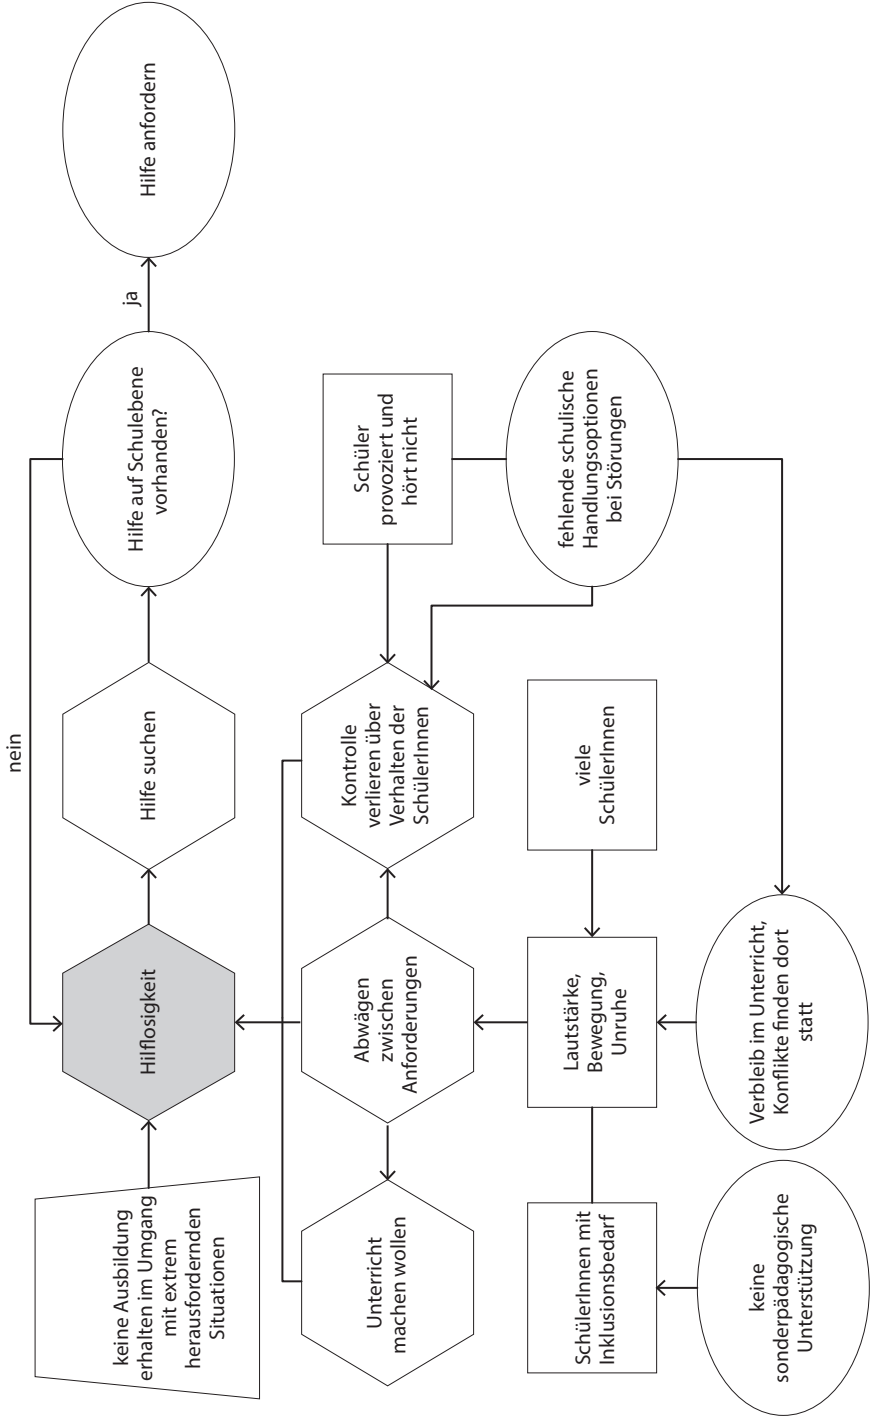 nein
keine Ausbildung
erhalten im Umgang
mit extrem
herausfordernden
Situationen
Hilflosigkeit
Hilfe suchen
Hilfe auf Schulebene
vorhanden?
ja
Hilfe anfordern
Unterricht
machen wollen
Abwägen
zwischen
Anforderungen
Kontrolle
verlieren über
Verhalten der
SchülerInnen
Schüler
provoziert und
hört nicht
SchülerInnen mit
Inklusionsbedarf
Lautstärke,
Bewegung,
Unruhe
viele
SchülerInnen
fehlende schulische
Handlungsoptionen
bei Störungen
keine
sonderpädagogische
Unterstützung
Verbleib im Unterricht,
Konflikte finden dort
statt